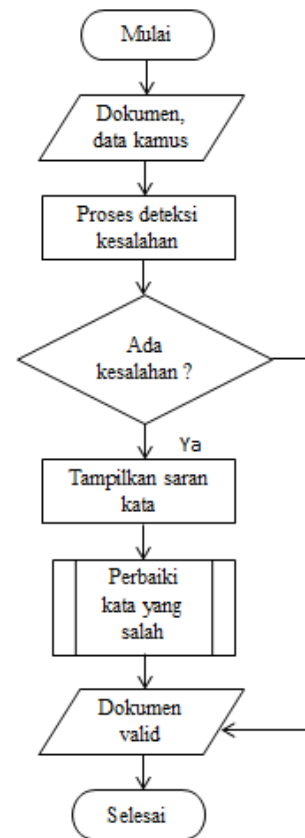 Mulai
Dokumen,
data kamus
Proses deteksi
kesalahan
Ada
kesalahan ?
Ya
Tampilkan saran
kata
Perbaiki
kata yang
salah
Dokumen
valid
Selesai